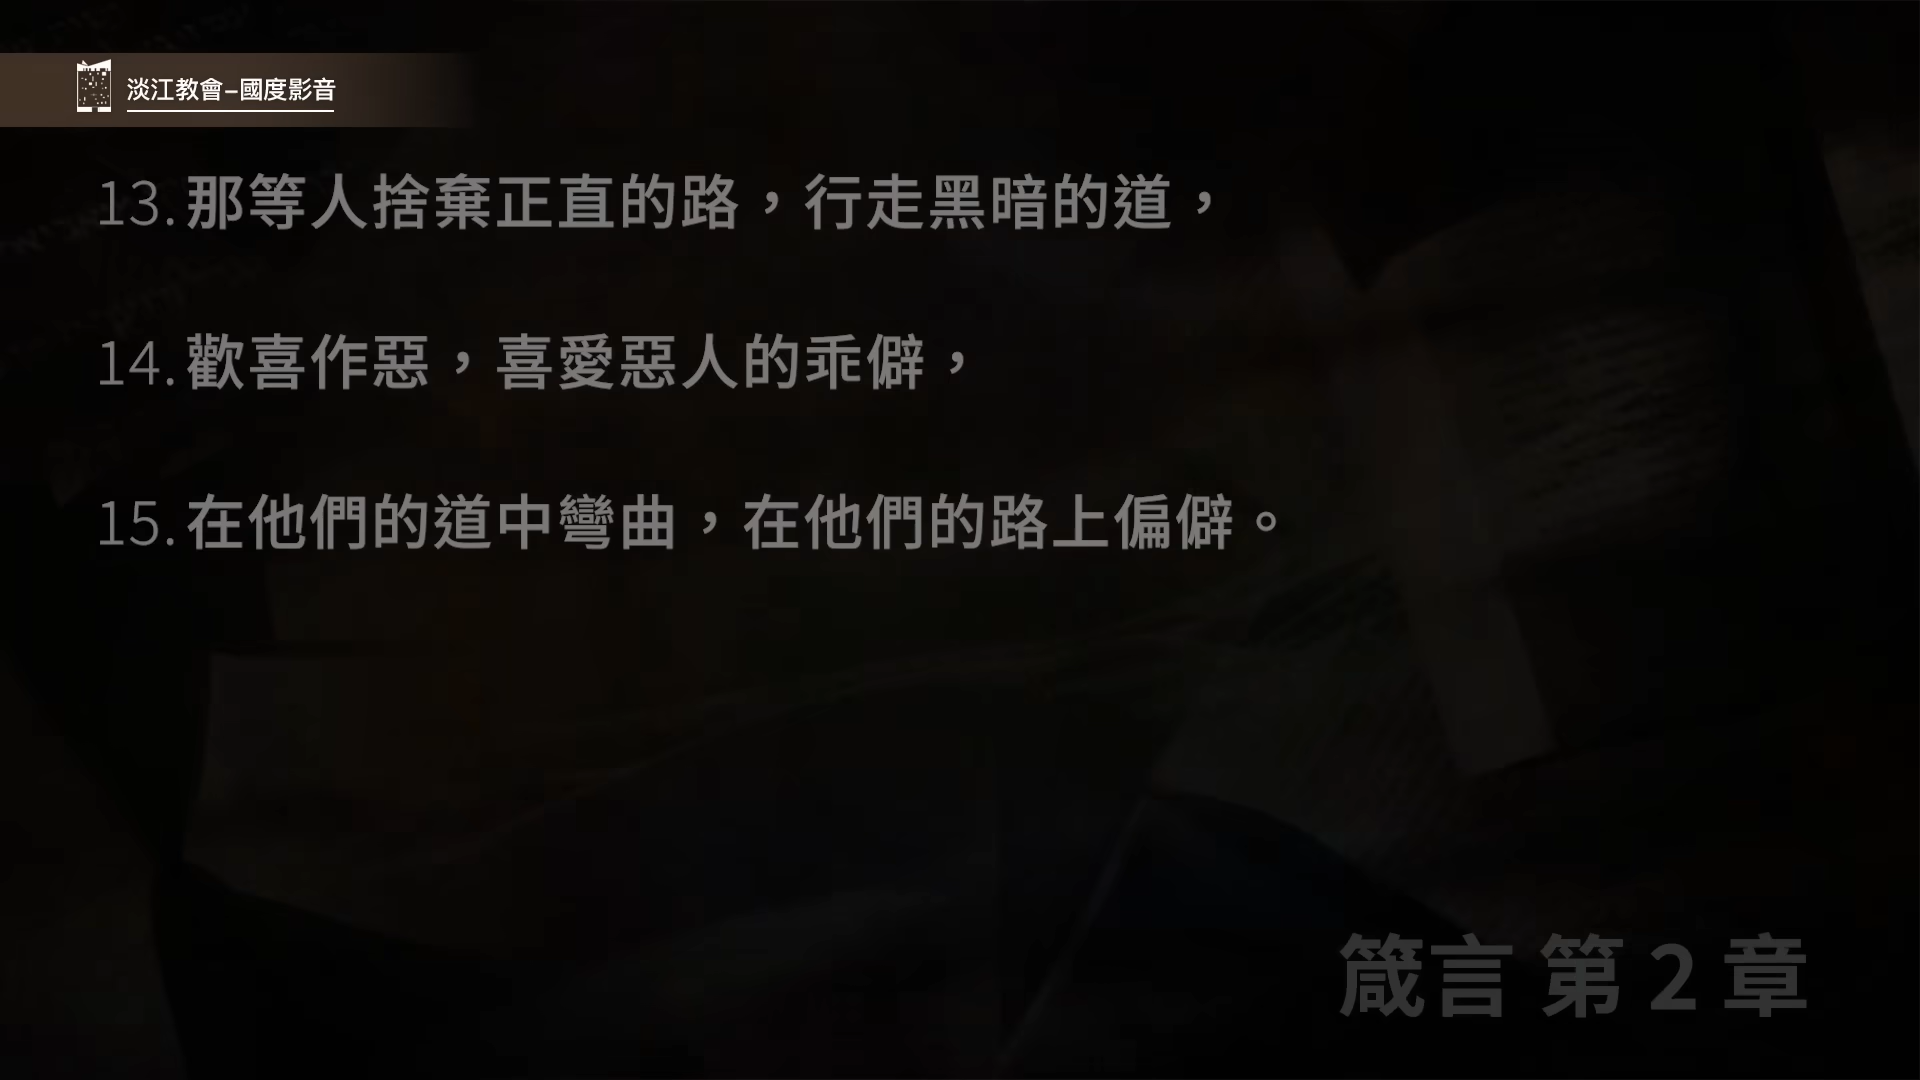 淡江教會–國度影音
13.那等人捨棄正直的路，行走黑暗的道，
14.歡喜作惡，喜愛惡人的乖僻，
15.在他們的道中彎曲，在他們的路上偏僻。
箴言 第 2 章